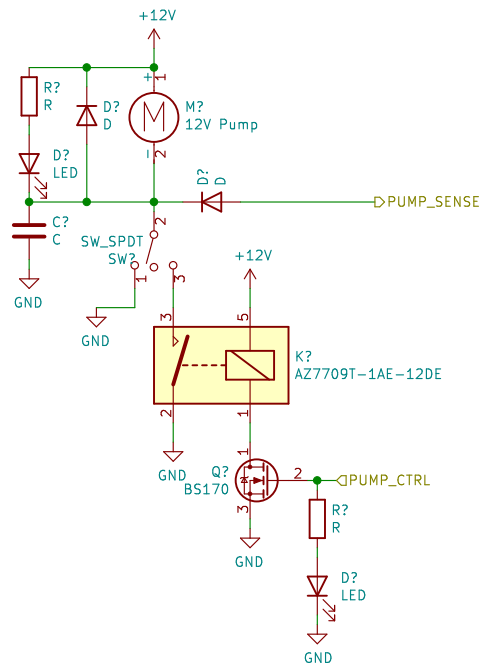 +12V
R?
R
D?
D
+
1
M?
12V Pump
D?
LED
-
2
D?
D
PUMP_SENSE
C?
C
GND
2
SW_SPDT
SW?
1
3
+12V
GND
3
5
K?
AZ7709T-1AE-12DE
2
1
GND
Q?
BS170
1
2
PUMP_CTRL
3
GND
R?
R
D?
LED
GND